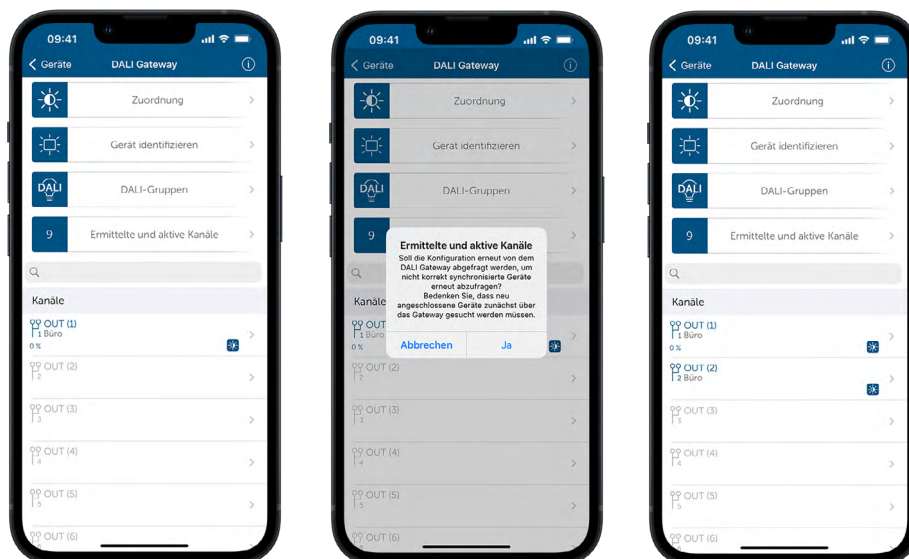 09:41
Geräte DALI Gateway
Zuordnung
Gerät identifizieren
DALI
DALI-Gruppen
9
Ermittelte und aktive Kanäle
Kanäle
OUT (1)
1 Büro
0 %
OUT (2)
2
OUT (3)
3
OUT (4)
4
OUT (5)
5
OUT (6)
09:41
Geräte DALI Gateway
Zuordnung
Gerät identifizieren
DALI
DALI-Gruppen
9
Ermittelte und aktive Kanäle
Soll die Konfiguration erneut von dem
DALI Gateway abgefragt werden, um
nicht korrekt synchronisierte Geräte
erneut abzufragen?
Bedenken Sie, dass neu
angeschlossene Geräte zunächst über
das Gateway gesucht werden müssen.
Abbrechen Ja
Kanäle
OUT
1 Büro
0 %
OUT (2)
2
OUT (3)
3
OUT (4)
4
OUT (5)
5
OUT (6)
09:41
Geräte DALI Gateway
Zuordnung
Gerät identifizieren
DALI
DALI-Gruppen
9
Ermittelte und aktive Kanäle
Kanäle
OUT (1)
1 Büro
0 %
OUT (2)
2 Büro
OUT (3)
3
OUT (4)
4
OUT (5)
5
OUT (6)